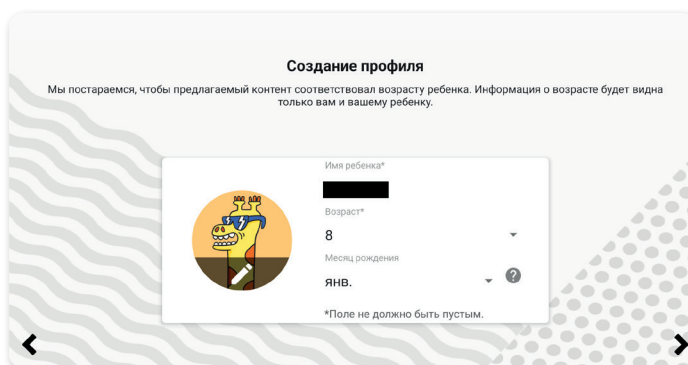 Создание профиля
Мы постараемся, чтобы предлагаемый контент соответствовал возрасту ребенка. Информация о возрасте будет видна
только вам и вашему ребенку.
Имя ребенка*
Возраст*
8
Месяц рождения
янв.
?
*Поле не должно быть пустым.